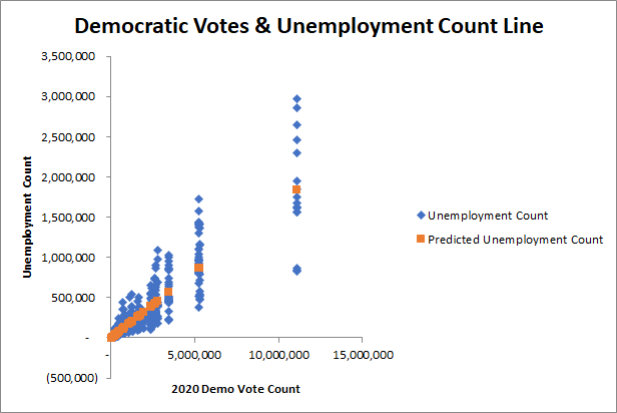 Democratic Votes & Unemployment Count Line
3,500,000
3,000,000
2,500,000
2,000,000
1,500,000
1,000,000
500,000
-
(500,000)
Unemployment Count
-
5,000,000
10,000,000
15,000,000
2020 Demo Vote Count
Unemployment Count
Predicted Unemployment Count